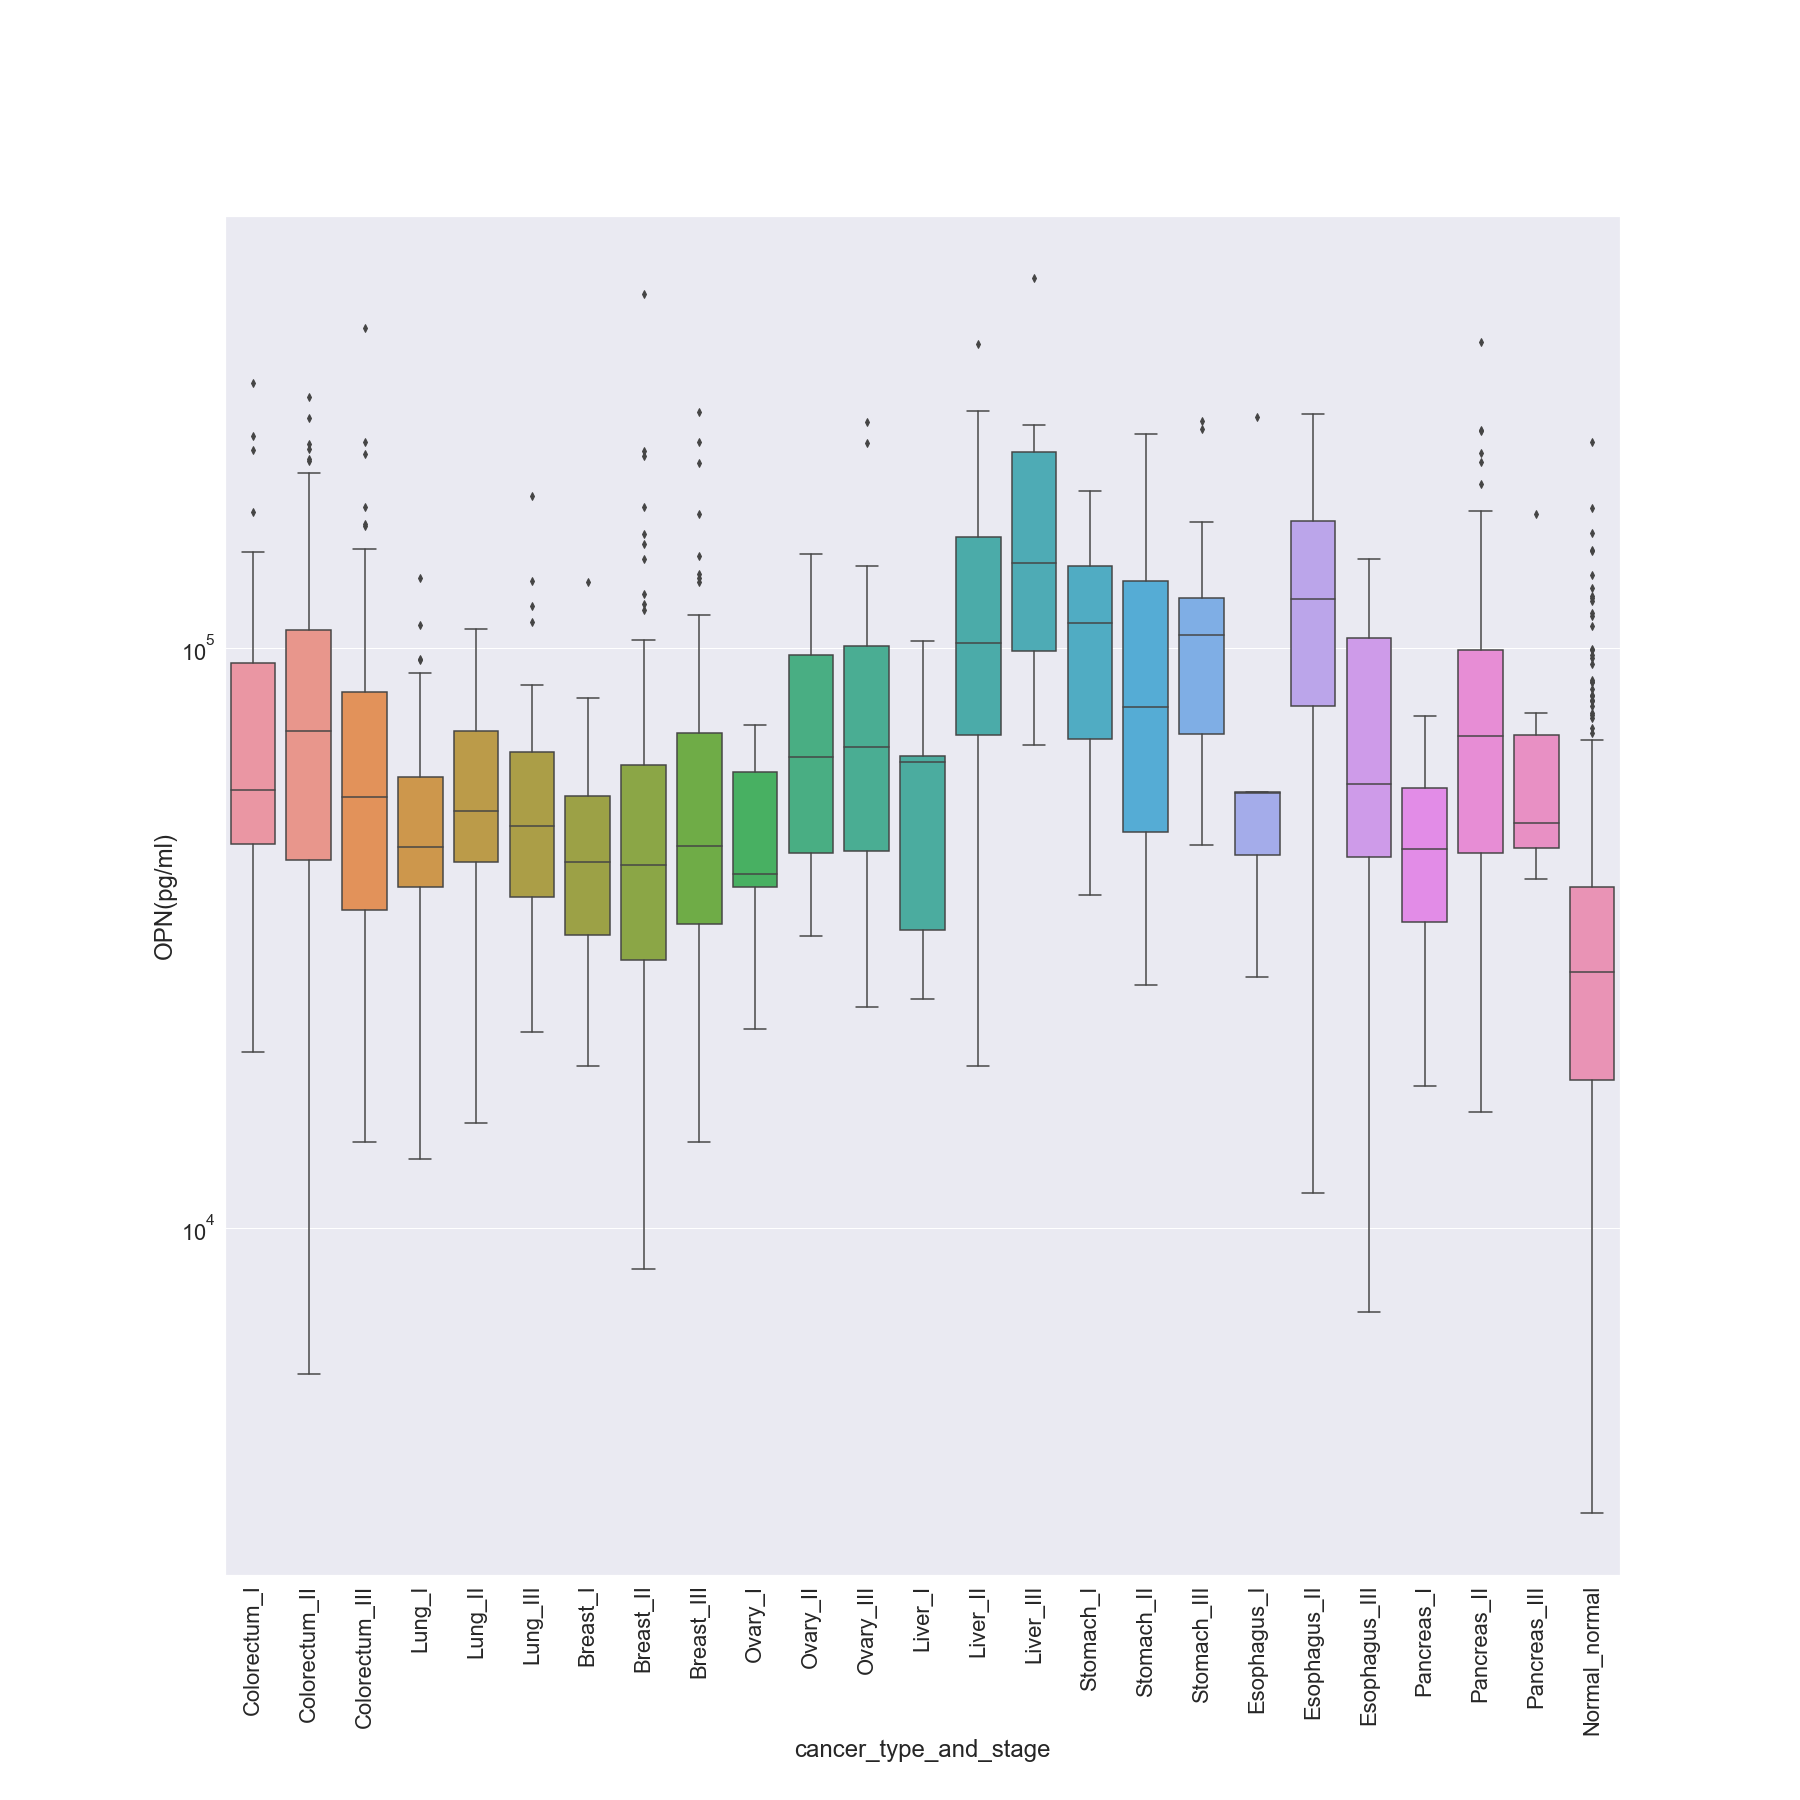 10^5
10^4
OPN(pg/ml)
Colorectum_I
Colorectum_II
Colorectum_III
Lung_I
Lung_II
Lung_III
Breast_I
Breast_II
Breast_III
Ovary_I
Ovary_II
Ovary_III
Liver_I
Liver_II
Liver_III
Stomach_I
Stomach_II
Stomach_III
Esophagus_I
Esophagus_II
Esophagus_III
Pancreas_I
Pancreas_II
Pancreas_III
Normal_normal
cancer_type_and_stage